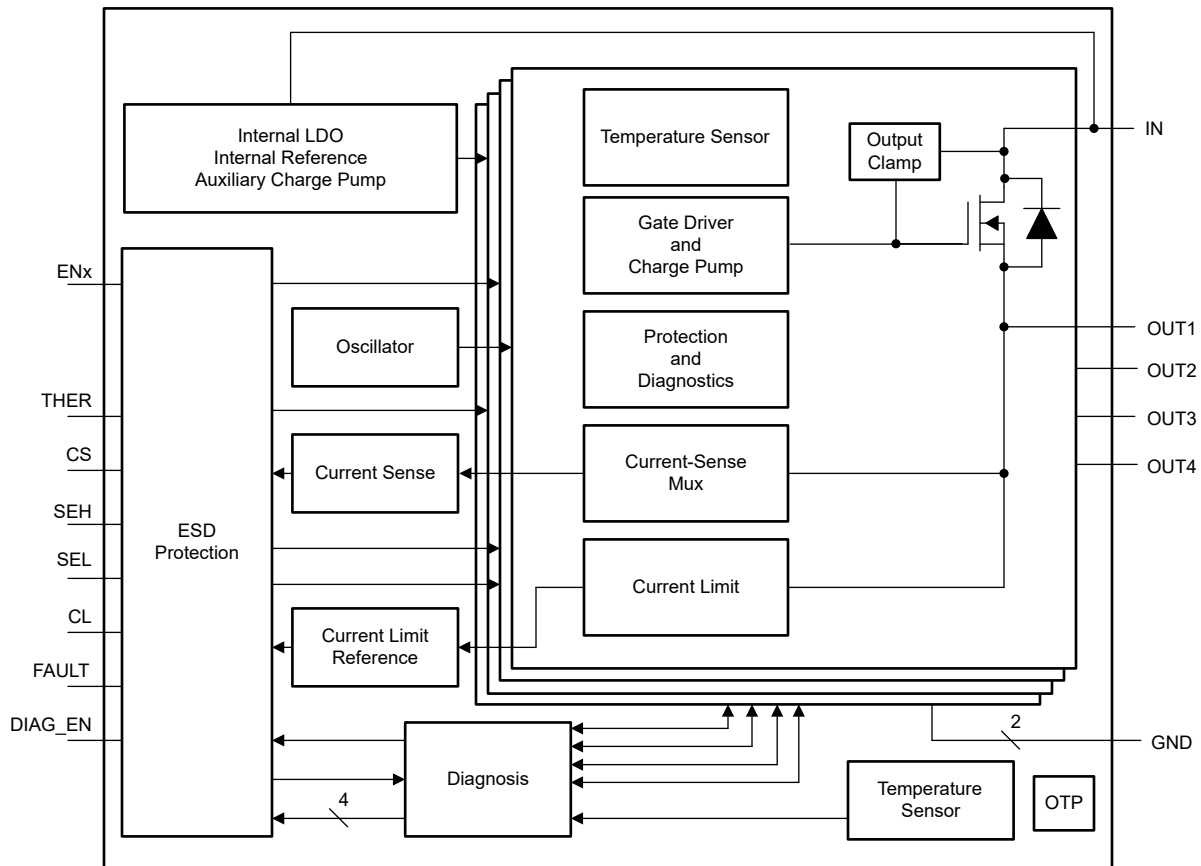 Internal LDO
Internal Reference
Auxiliary Charge Pump
Temperature Sensor
Output
Clamp
IN
Gate Driver
and
Charge Pump
ENx
Oscillator
Protection
and
Diagnostics
OUT1
OUT2
OUT3
OUT4
THER
CS
SEH
SEL
CL
FAULT
DIAG_EN
ESD
Protection
Current Sense
Current-Sense
Mux
Current Limit
Current Limit
Reference
Diagnosis
4
2
GND
Temperature
Sensor
OTP